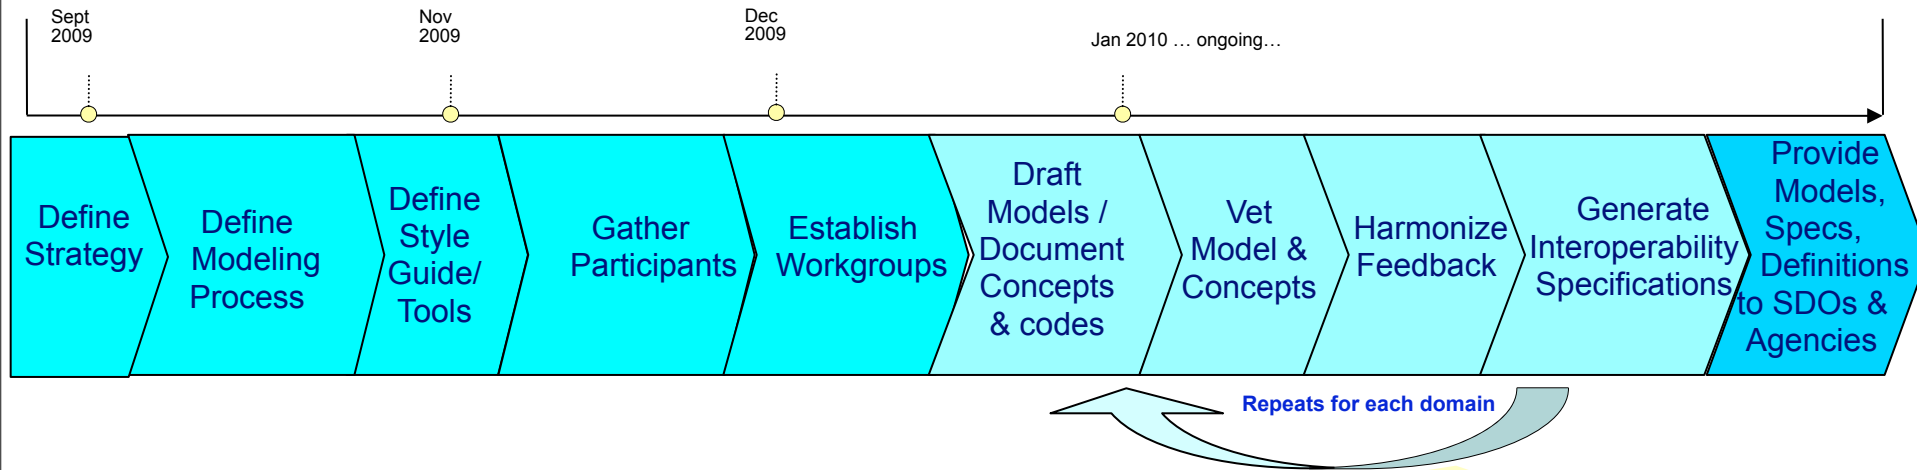 Sept
2009
Nov
2009
Dec
2009
Jan 2010 … ongoing…
Define
Strategy
Define
Modeling
Process
Define
Style
Guide/
Tools
Gather
Participants
Establish
Workgroups
Draft
Models /
Document
Concepts
& codes
Vet
Model &
Concepts
Harmonize
Feedback
Generate
Interoperability
Specifications
Provide
Models,
Specs,
Definitions
to SDOs &
Agencies
Repeats for each domain